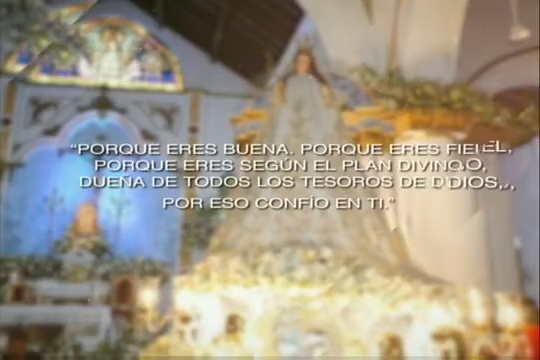 "PORQUE ERES BUENA. PORQUE ERES FIEL,
PORQUE ERES SEGÚN EL PLAN DIVINO,
DUEÑA DE TODOS LOS TESOROS DE DIOS,
POR ESO CONFÍO EN TI."